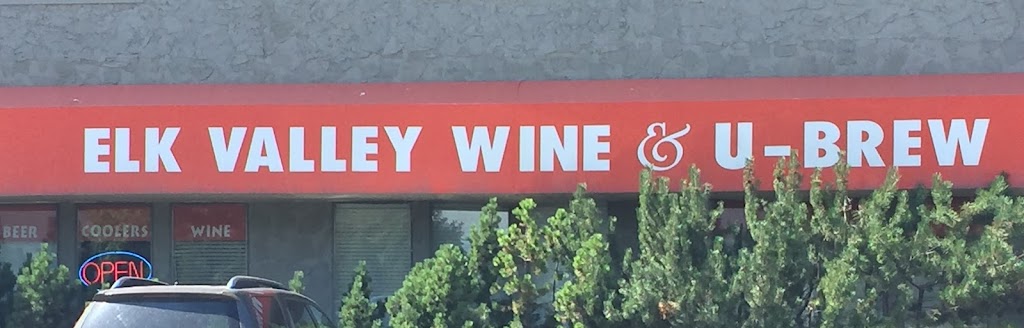 ELK VALLEY WINE & U-BREW
BEER
COOLERS
WINE
OPEN